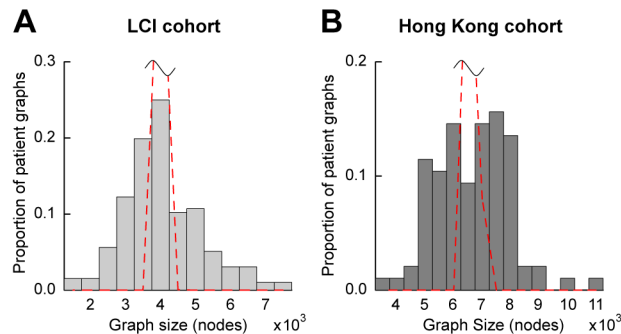 A
LCI cohort
Proportion of patient graphs
0.3
0.2
0.1
0.0
2 3 4 5 6 7
Graph size (nodes) x10³
B
Hong Kong cohort
Proportion of patient graphs
0.2
0.1
0.0
4 5 6 7 8 9 10 11
Graph Size (nodes) x10³